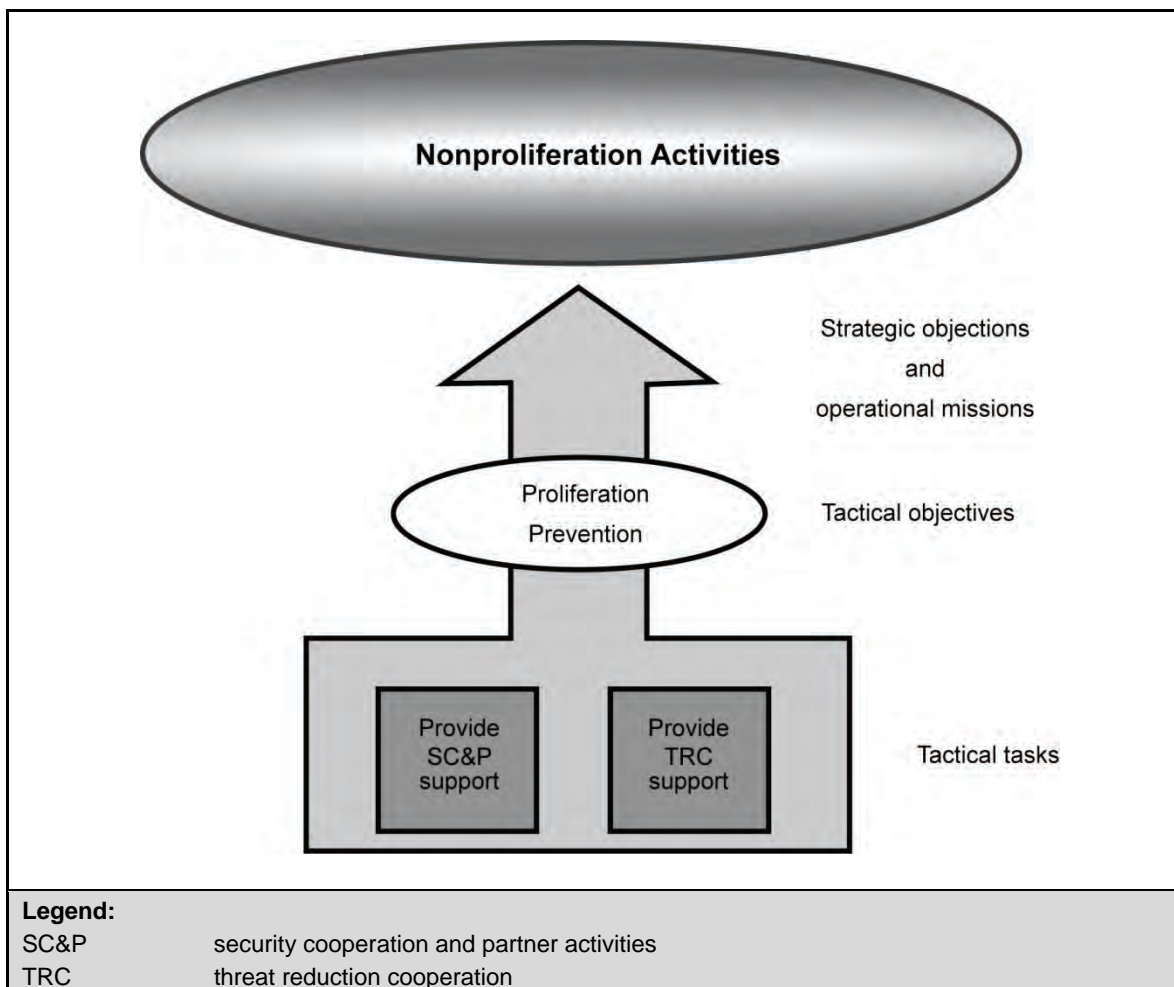 Nonproliferation Activities
Strategic objections
and
operational missions
Proliferation
Prevention
Tactical objectives
Provide
SC&P
support
Provide
TRC
support
Tactical tasks
Legend:
SC&P security cooperation and partner activities
TRC threat reduction cooperation